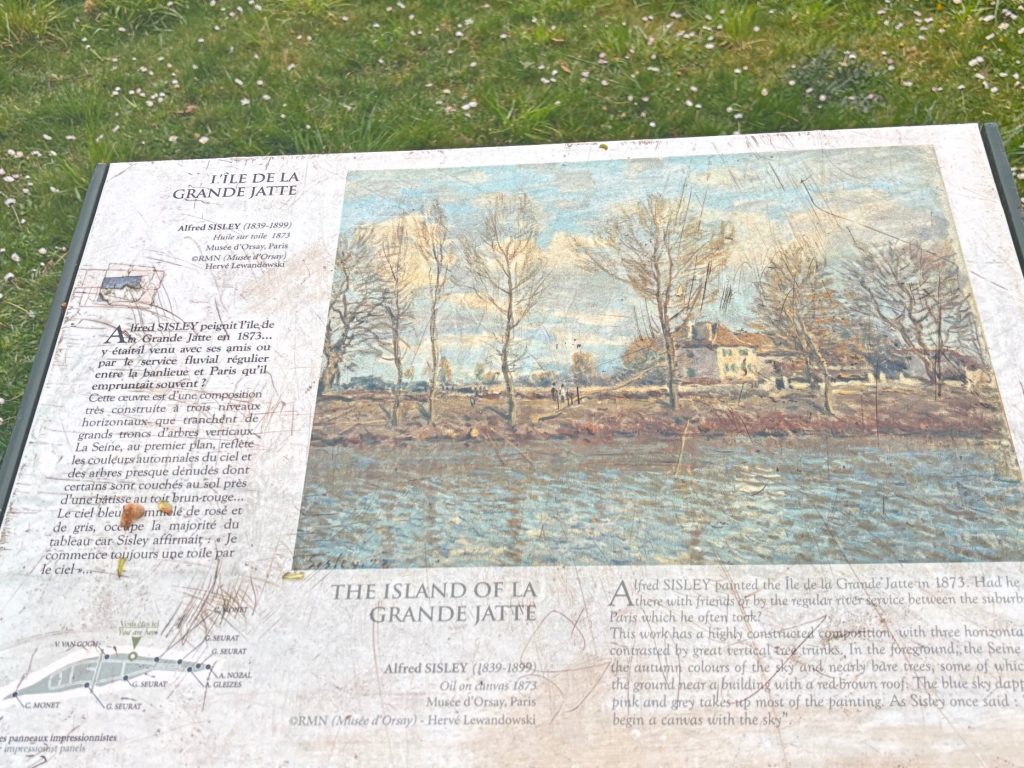 L'ÎLE DE LA
GRANDE JATTE
Alfred SISLEY (1839-1899)
Huile sur toile 1873
Musée d'Orsay, Paris
©RMN (Musée d'Orsay)
Hervé Lewandowski
Alfred SISLEY peignit l'île de
la Grande Jatte en 1873...
y était-il venu avec ses amis ou
par le service fluvial régulier
entre la banlieue et Paris qu'il
empruntait souvent ?
Cette œuvre est d'une composition
très construite à trois niveaux
horizontaux que tranchent de
grands troncs d'arbres verticaux.
La Seine, au premier plan, reflète
les couleurs automnales du ciel et
des arbres presque dénudés dont
certains sont couchés au sol près
d'une bâtisse au toit brun-rouge...
Le ciel bleu, pommelé de rosé et
de gris, occupe la majorité du
tableau car Sisley affirmait : « Je
commence toujours une toile par
le ciel »...
Sisley
THE ISLAND OF LA
GRANDE JATTE
Alfred SISLEY (1839-1899)
Oil on canvas 1873
Musée d'Orsay, Paris
©RMN (Musée d'Orsay) - Hervé Lewandowski
Alfred SISLEY painted the Île de la Grande Jatte in 1873. Had he
there with friends or by the regular river service between the suburb
Paris which he often took?
This work has a highly constructed composition, with three horizonta
contrasted by great vertical tree trunks. In the foreground, the Seine
the autumn colours of the sky and nearly bare trees, some of which
the ground near a building with a red-brown roof. The blue sky dapp
pink and grey takes up most of the painting. As Sisley once said :
begin a canvas with the sky".
C. MONET
Vous êtes ici
You are here
V. VAN GOGH
G. SEURAT
G. SEURAT
A. NOZAL
A. GLEIZES
G. SEURAT
C. MONET
G. SEURAT
es panneaux impressionnistes
r impressionist panels